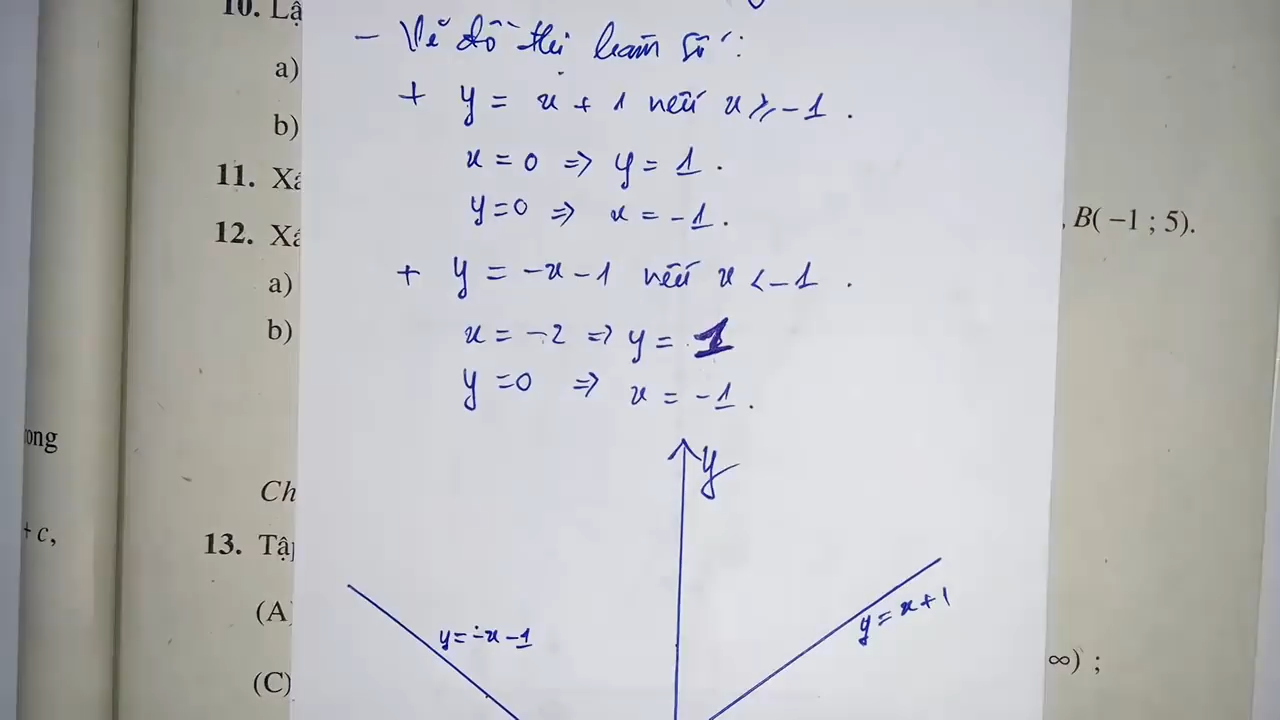 10. Lậ
- Vẽ đồ thị hàm số:
a)
+ y = x + 1 nếu x ≥ -1.
b)
x = 0 => y = 1.
11. Xá
y=0 => x = -1.
, B( –1 ; 5).
12. Xá
+ y = -x - 1 nếu x < -1.
a)
x = -2 => y = 1
b)
y = 0 => x = -1.
ong
y
Ch
+ c,
13. Tập
(A)
y = x + 1
y = -x - 1
∞) ;
(C)